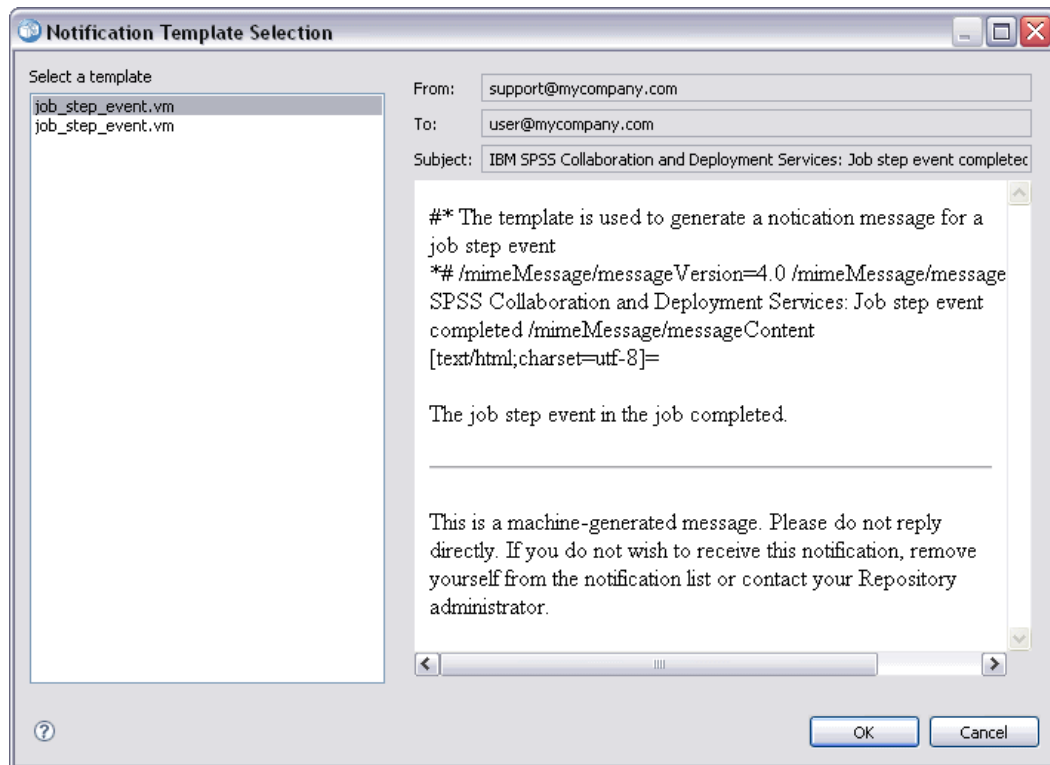 Notification Template Selection
Select a template
job_step_event.vm
job_step_event.vm
From: support@mycompany.com
To: user@mycompany.com
Subject: IBM SPSS Collaboration and Deployment Services: Job step event completed
#* The template is used to generate a notication message for a
job step event
*# /mimeMessage/messageVersion=4.0 /mimeMessage/message
SPSS Collaboration and Deployment Services: Job step event
completed /mimeMessage/messageContent
[text/html;charset=utf-8]=
The job step event in the job completed.
This is a machine-generated message. Please do not reply
directly. If you do not wish to receive this notification, remove
yourself from the notification list or contact your Repository
administrator.
?
OK
Cancel